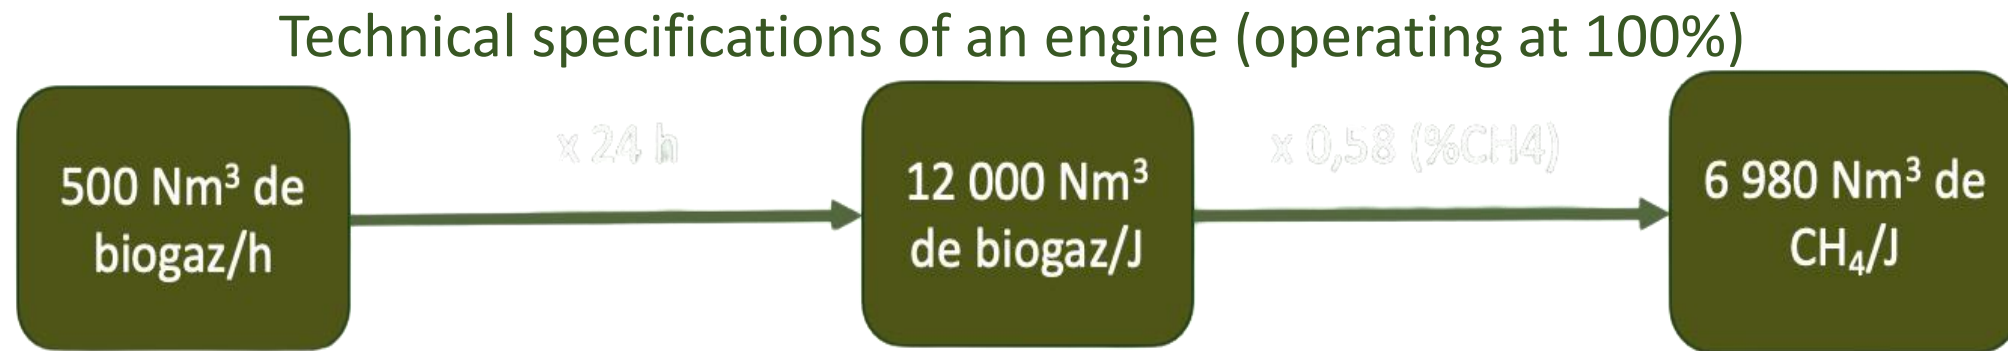 Technical specifications of an engine (operating at 100%)
500 Nm³ de
biogaz/h
x 24 h
12 000 Nm³
de biogaz/J
x 0,58 (%CH4)
6 980 Nm³ de
CH₄/J